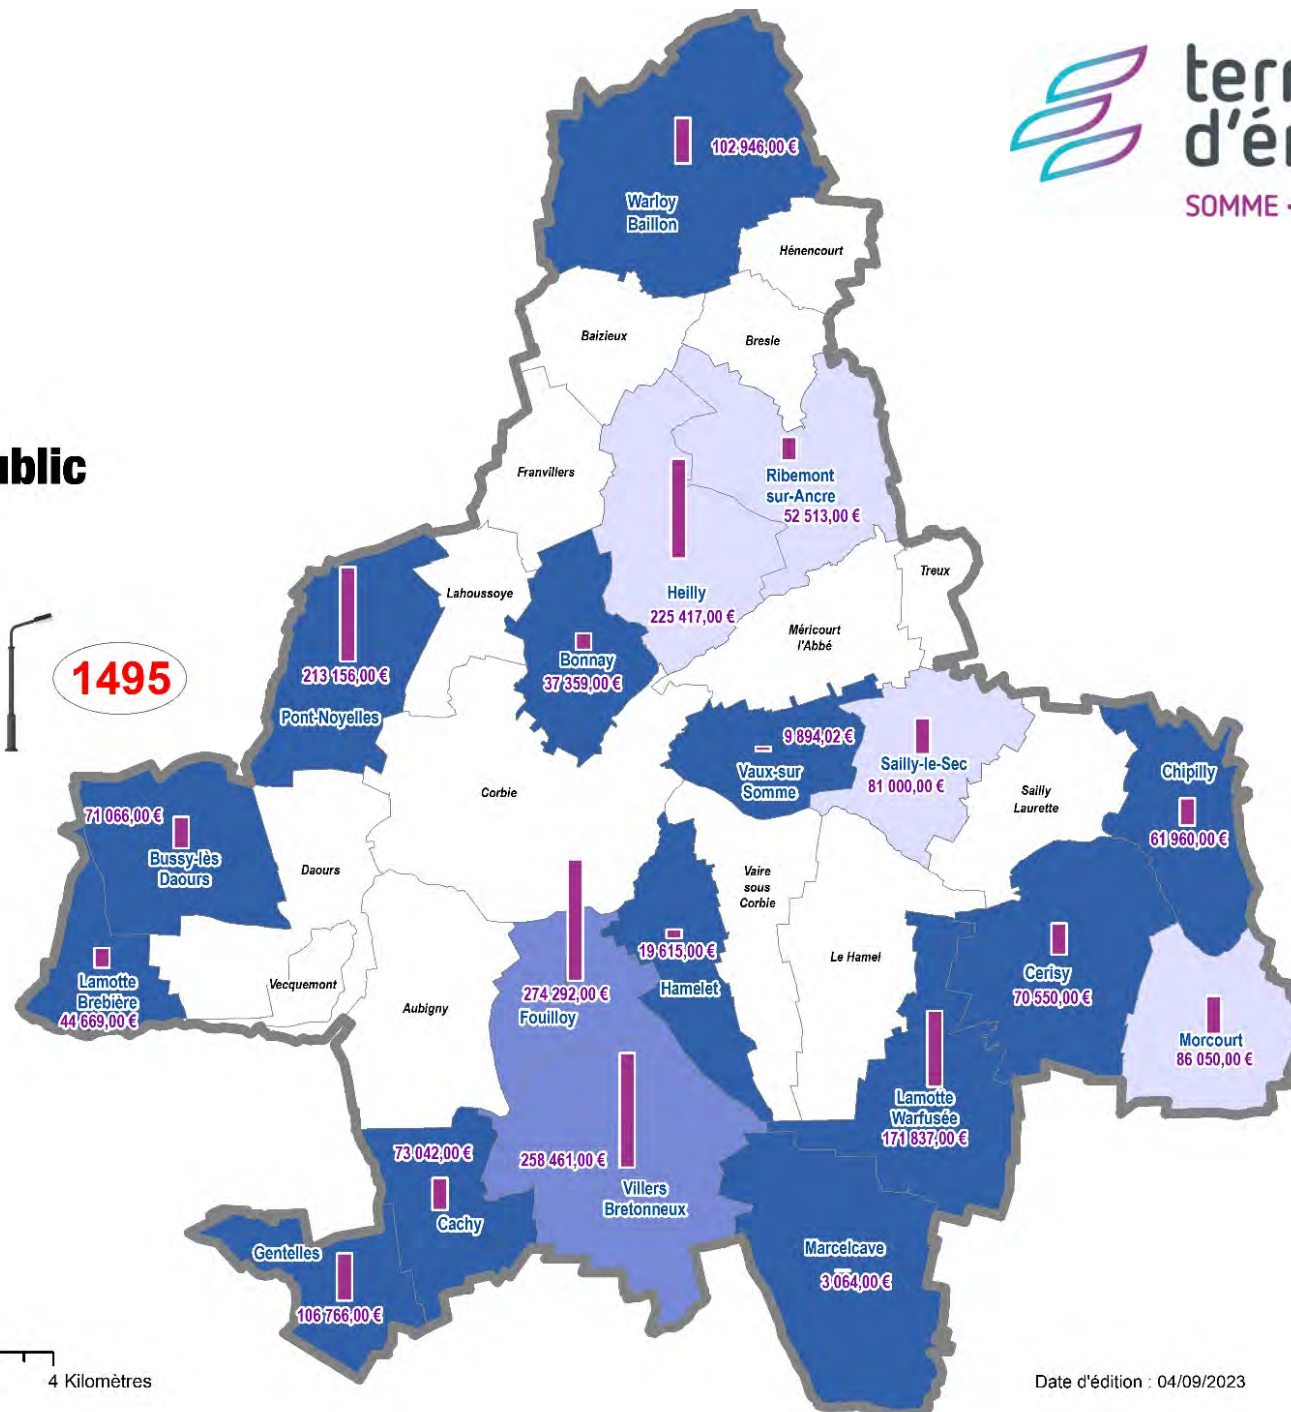 terr
d'é
SOMME
102 946,00 €
Warloy
Baillon
Hénencourt
Baizieux
Bresle
ublic
Franvillers
Ribemont
sur-Ancre
52 513,00 €
Treux
Lahoussoye
Heilly
225 417,00 €
Méricourt
l'Abbé
1495
213 156,00 €
Pont-Noyelles
Bonnay
37 359,00 €
9 894,02 €
Vaux-sur
Somme
Sailly-le-Sec
81 000,00 €
Sailly
Laurette
Chipilly
61 960,00 €
Corbie
71 066,00 €
Bussy-lès
Daours
Daours
Vaire
sous
Corbie
19 615,00 €
Hamelet
Le Hamel
Cerisy
70 550,00 €
Lamotte
Brebière
44 669,00 €
Vecquemont
Aubigny
274 292,00 €
Fouilloy
Morcourt
86 050,00 €
Lamotte
Warfusée
171 837,00 €
73 042,00 €
Cachy
258 461,00 €
Villers
Bretonneux
Gentelles
106 766,00 €
Marcelcave
3 064,00 €
4 Kilomètres
Date d'édition : 04/09/2023